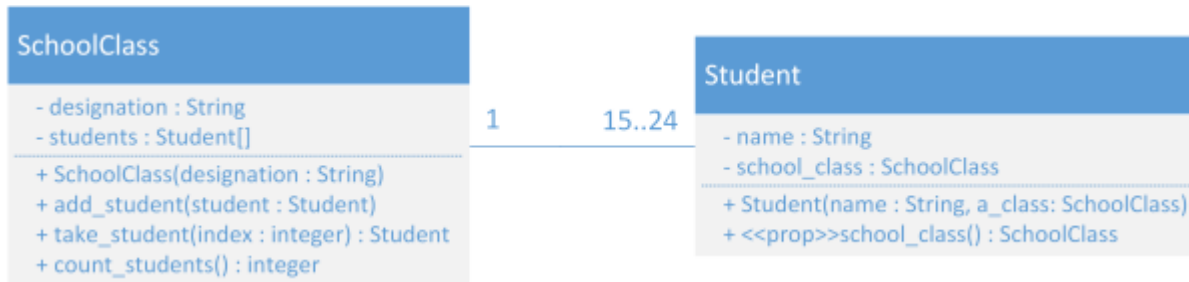 SchoolClass
- designation : String
- students : Student[]
+ SchoolClass(designation : String)
+ add_student(student : Student)
+ take_student(index : integer) : Student
+ count_students() : integer
1
15..24
Student
- name : String
- school_class : SchoolClass
+ Student(name : String, a_class: SchoolClass)
+ <<prop>>school_class() : SchoolClass